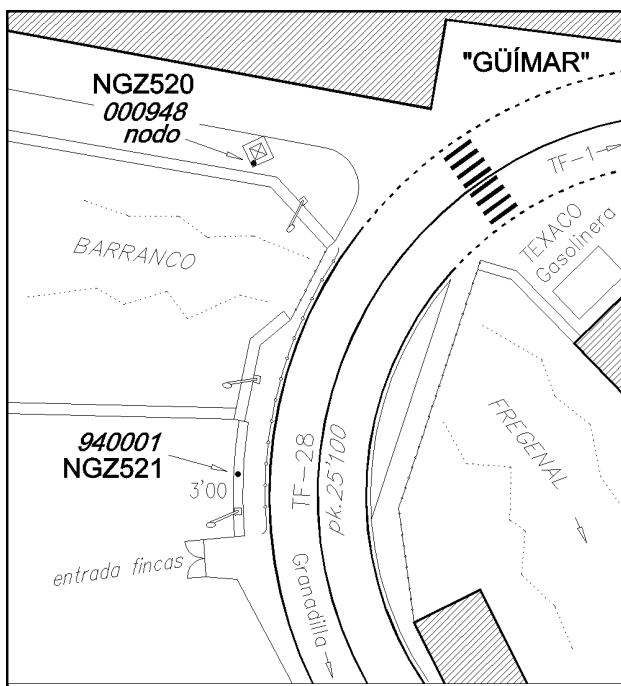 NGZ520
000948
nodo
"GÜÍMAR"
TF-1
TEXACO
Gasolinera
BARRANCO
FREGENAL
940001
NGZ521
3'00
TF-28
pk.25'100
entrada fincas
Granadilla